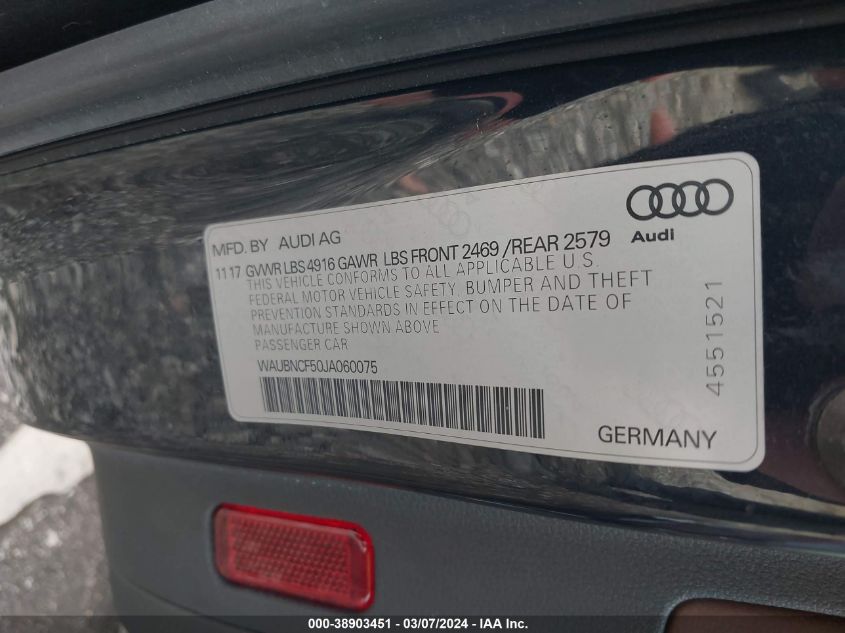 MFD. BY AUDI AG
11 17 GVWR LBS 4916 GAWR LBS FRONT 2469 /REAR 2579
THIS VEHICLE CONFORMS TO ALL APPLICABLE U.S.
FEDERAL MOTOR VEHICLE SAFETY, BUMPER AND THEFT
PREVENTION STANDARDS IN EFFECT ON THE DATE OF
MANUFACTURE SHOWN ABOVE
PASSENGER CAR
WAUBNCF50JA060075
Audi
4551521
GERMANY
000-38903451 - 03/07/2024 - IAA Inc.